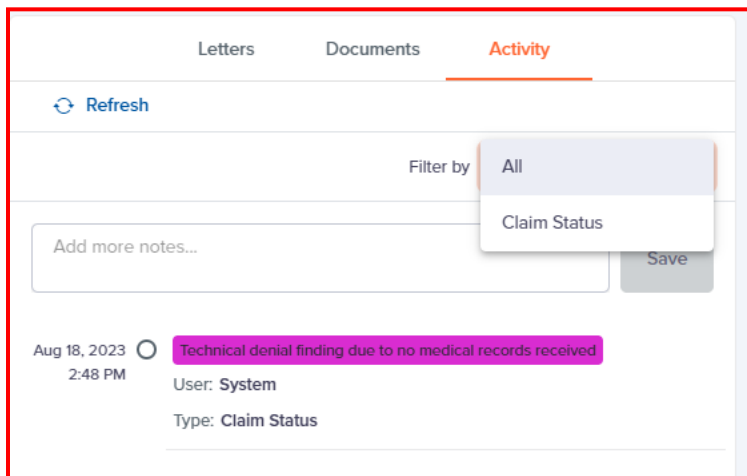 Letters Documents Activity
Refresh
Filter by All
Claim Status
Add more notes...
Save
Aug 18, 2023 Technical denial finding due to no medical records received
2:48 PM
User: System
Type: Claim Status